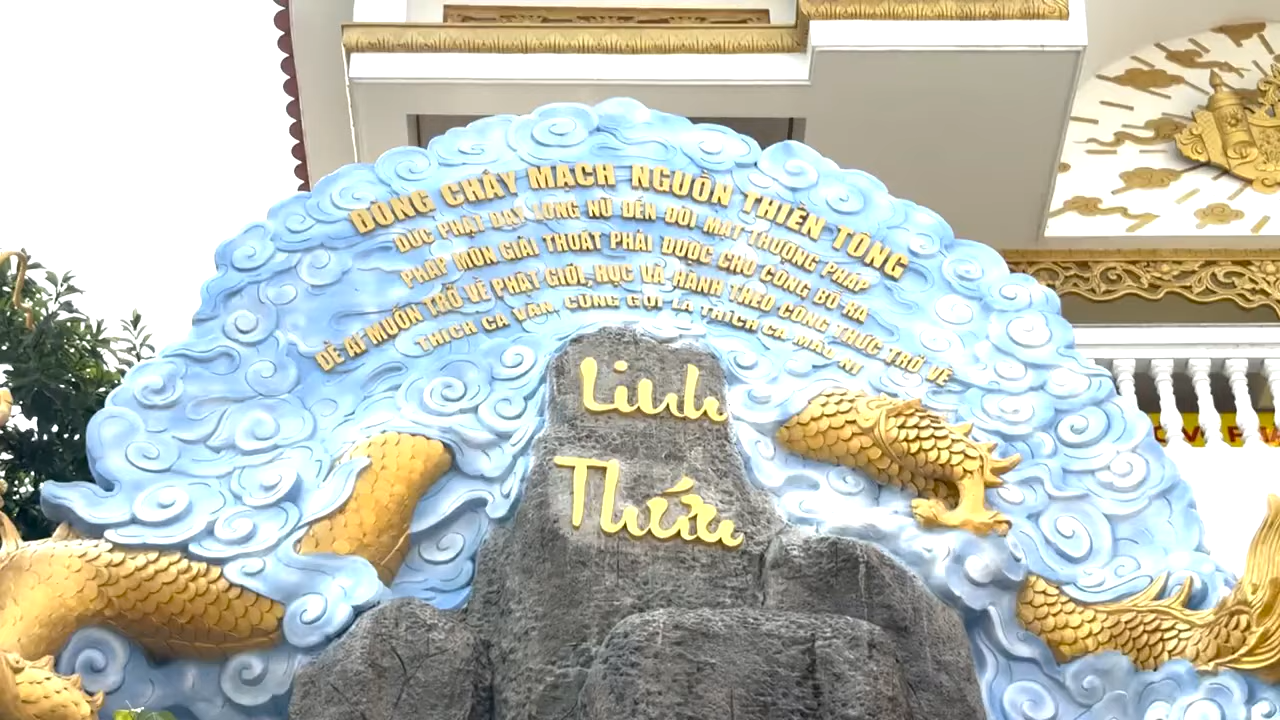 DÒNG CHẢY MẠCH NGUỒN THIỀN TÔNG
ĐỨC PHẬT DẠY LONG NỮ ĐẾN ĐỜI MẠT THƯỢNG PHÁP
PHÁP MÔN GIẢI THOÁT PHẢI ĐƯỢC CHO CÔNG BỐ RA
ĐỂ AI MUỐN TRỞ VỀ PHẬT GIỚI, HỌC VÀ HÀNH THEO CÔNG THỨC TRỞ VỀ
THÍCH CA VĂN, CŨNG GỌI LÀ THÍCH CA MÂU NI
Linh
Thứu